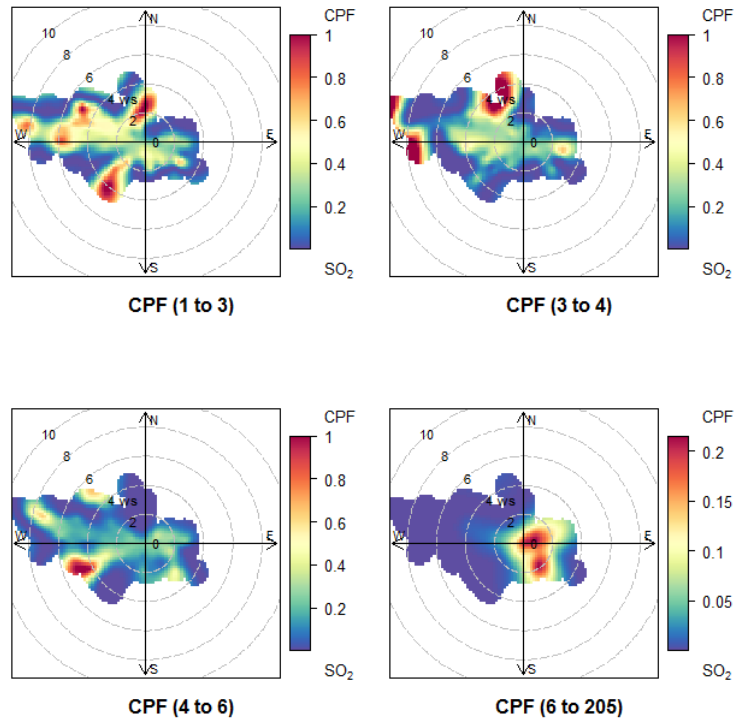 CPF
10
N
1
8
6
0.8
4 ws
2
0.6
W
0
E
0.4
0.2
S
SO₂
CPF (1 to 3)
CPF
10
N
1
8
6
0.8
4 ws
2
0.6
W
0
E
0.4
0.2
S
SO₂
CPF (3 to 4)
CPF
10
N
1
8
6
0.8
4 ws
2
0.6
W
0
E
0.4
0.2
S
SO₂
CPF (4 to 6)
CPF
10
N
0.2
8
6
4 ws
0.15
2
W
0
E
0.1
0.05
S
SO₂
CPF (6 to 205)